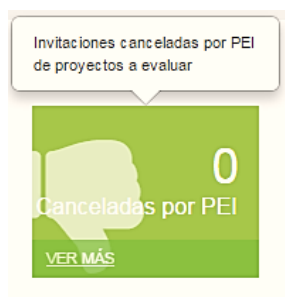 Invitaciones canceladas por PEI
de proyectos a evaluar
0
Canceladas por PEI
VER MÁS